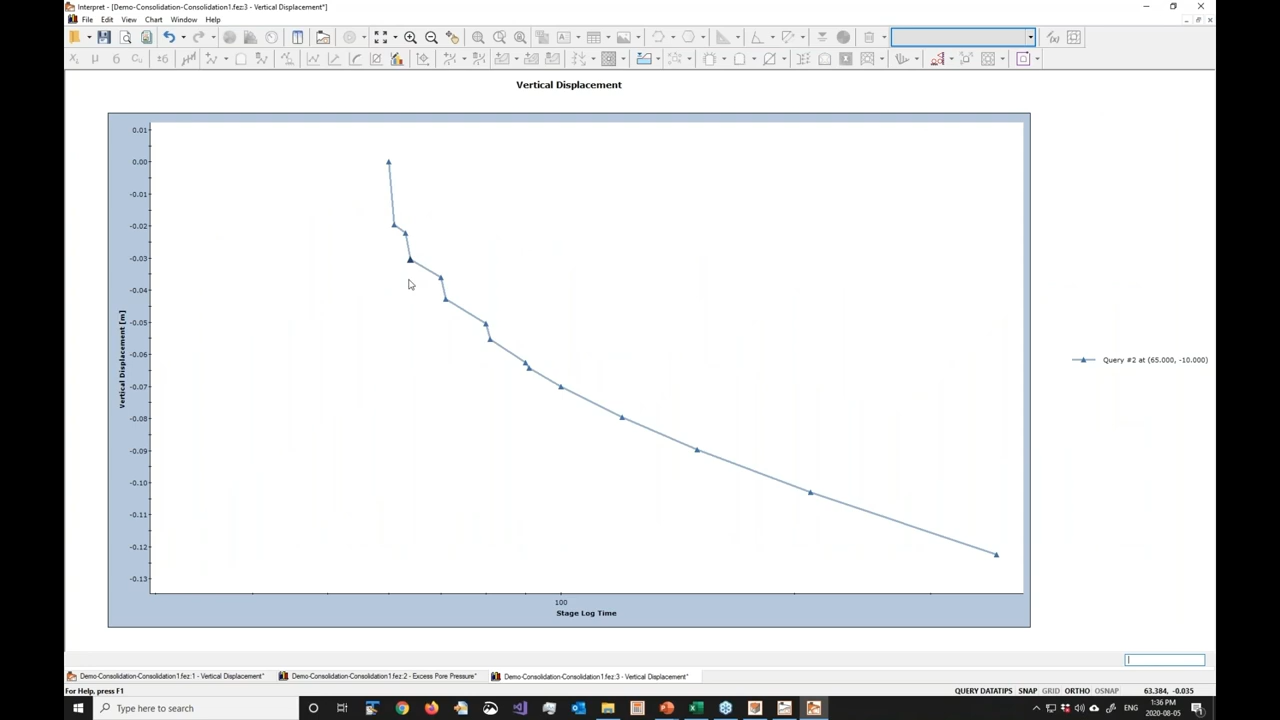 Interpret - [Demo-Consolidation-Consolidation1.fez:3 - Vertical Displacement*]
File Edit View Chart Window Help
Vertical Displacement
0.01
0.00
-0.01
-0.02
-0.03
-0.04
-0.05
-0.06
-0.07
-0.08
-0.09
-0.10
-0.11
-0.12
-0.13
Vertical Displacement [m]
100
Stage Log Time
Query #2 at (65.000, -10.000)
Demo-Consolidation-Consolidation1.fez:1 - Vertical Displacement* Demo-Consolidation-Consolidation1.fez:2 - Excess Pore Pressure* Demo-Consolidation-Consolidation1.fez:3 - Vertical Displacement*
For Help, press F1 QUERY DATATIPS SNAP GRID ORTHO OSNAP 63.384, -0.035
Type here to search ENG 1:36 PM
2020-08-05